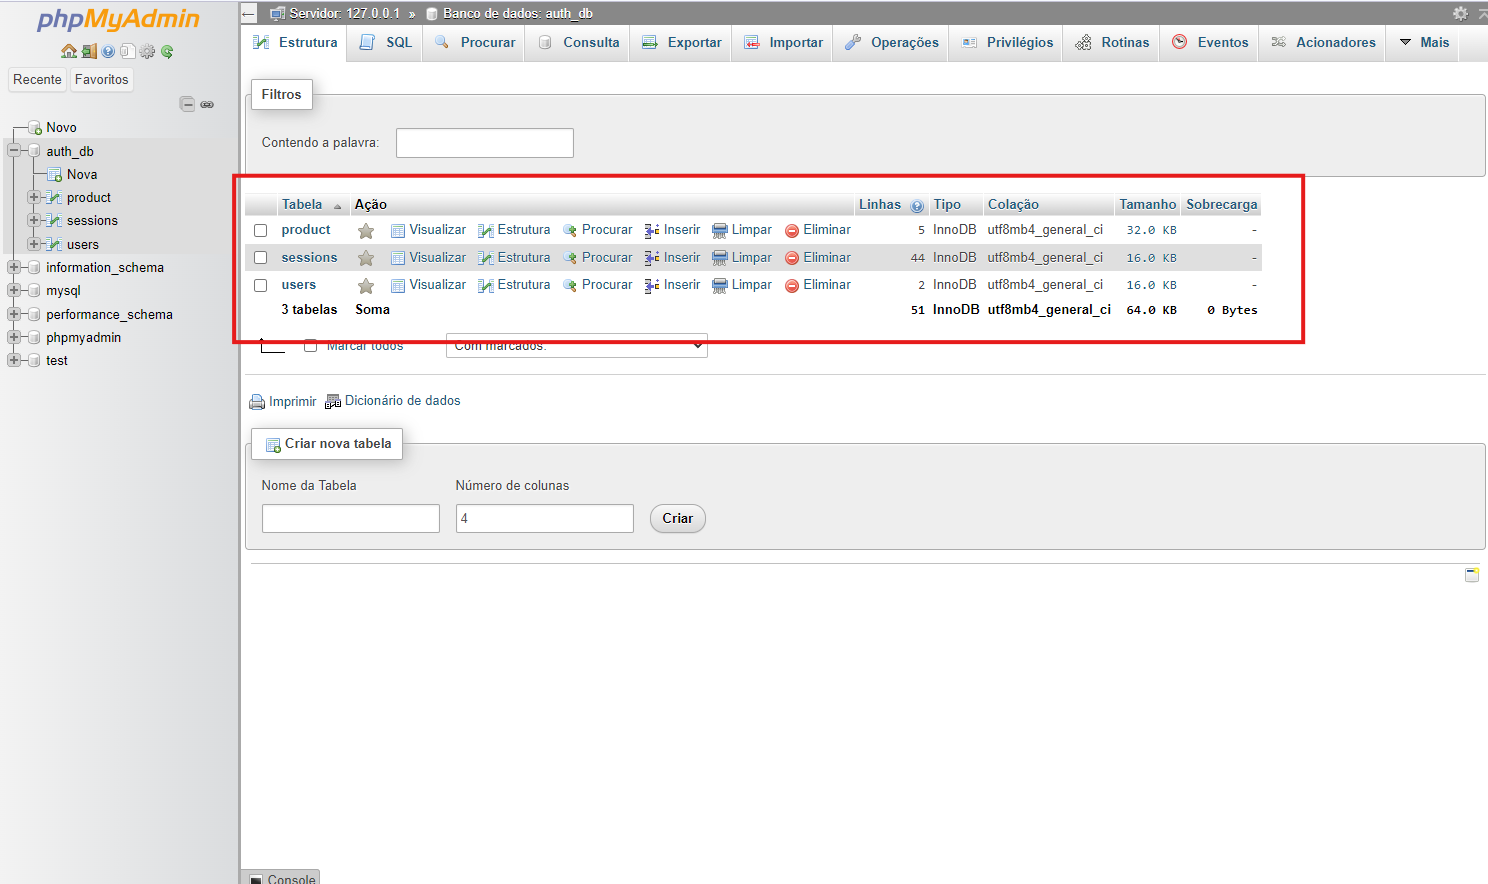 phpMyAdmin
Recente Favoritos
Novo
auth_db
Nova
product
sessions
users
information_schema
mysql
performance_schema
phpmyadmin
test
Servidor: 127.0.0.1 » Banco de dados: auth_db
Estrutura SQL Procurar Consulta Exportar Importar Operações Privilégios Rotinas Eventos Acionadores Mais
Filtros
Contendo a palavra:
Tabela Ação Linhas Tipo Colação Tamanho Sobrecarga
product Visualizar Estrutura Procurar Inserir Limpar Eliminar 5 InnoDB utf8mb4_general_ci 32.0 KB -
sessions Visualizar Estrutura Procurar Inserir Limpar Eliminar 44 InnoDB utf8mb4_general_ci 16.0 KB -
users Visualizar Estrutura Procurar Inserir Limpar Eliminar 2 InnoDB utf8mb4_general_ci 16.0 KB -
3 tabelas Soma 51 InnoDB utf8mb4_general_ci 64.0 KB 0 Bytes
Marcar todos Com marcados:
Imprimir Dicionário de dados
Criar nova tabela
Nome da Tabela Número de colunas
4 Criar
Console